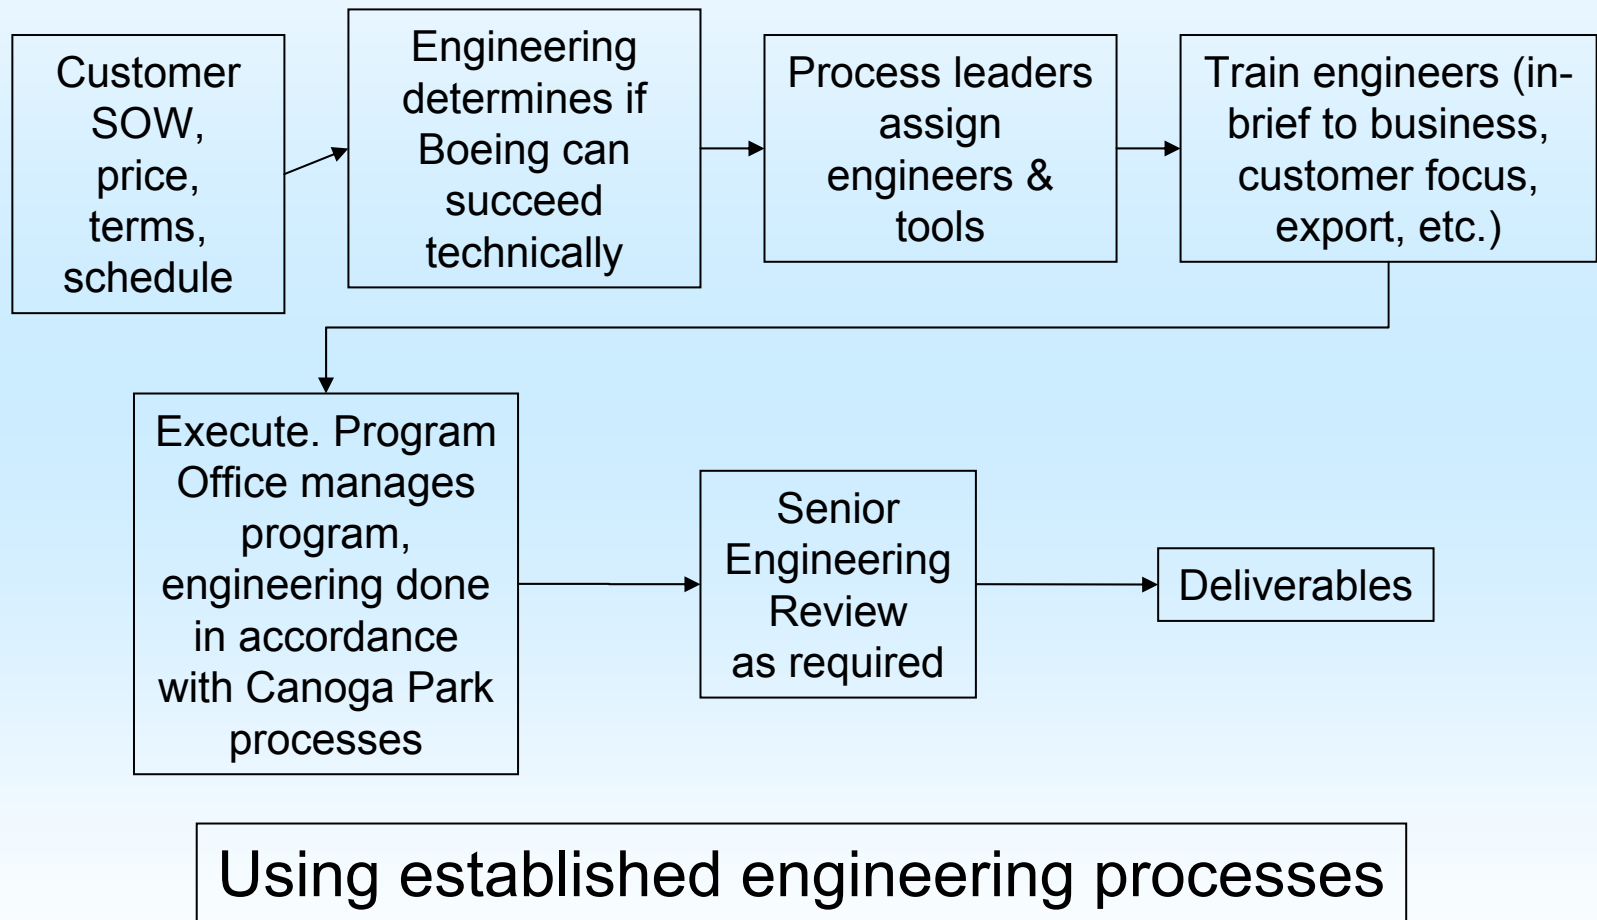 Customer
SOW,
price,
terms,
schedule
Engineering
determines if
Boeing can
succeed
technically
Process leaders
assign
engineers &
tools
Train engineers (in-
brief to business,
customer focus,
export, etc.)
Execute. Program
Office manages
program,
engineering done
in accordance
with Canoga Park
processes
Senior
Engineering
Review
as required
Deliverables
Using established engineering processes